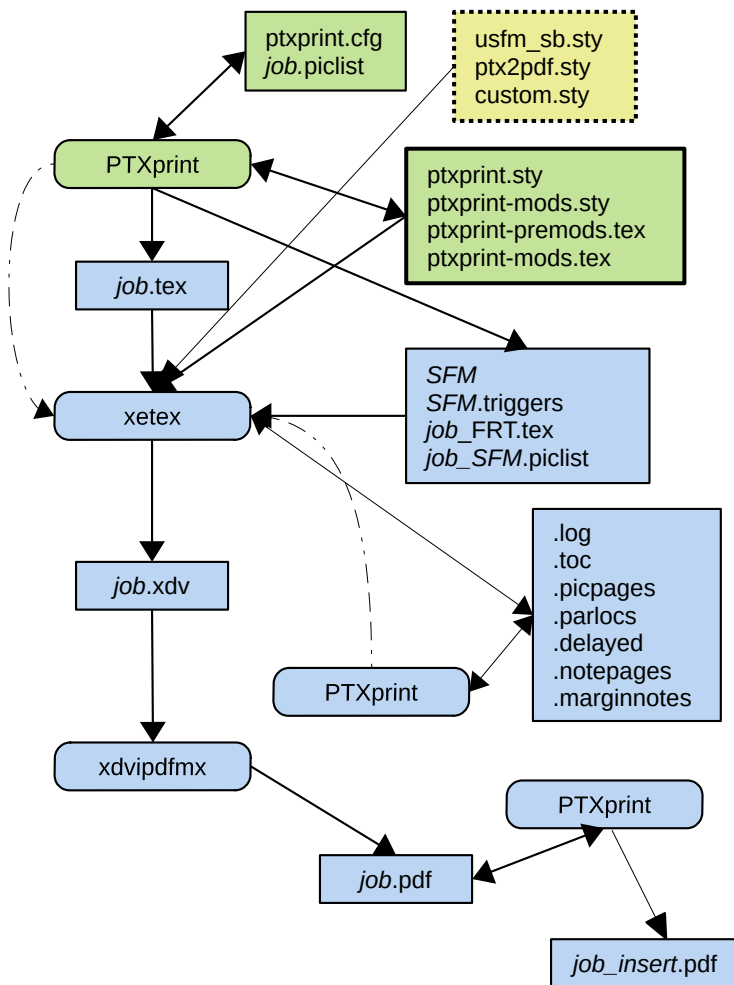 ptxprint.cfg
job.piclist
usfm_sb.sty
ptx2pdf.sty
custom.sty
PTXprint
ptxprint.sty
ptxprint-mods.sty
ptxprint-premods.tex
ptxprint-mods.tex
job.tex
xetex
SFM
SFM.triggers
job_FRT.tex
job_SFM.piclist
job.xdv
.log
.toc
.picpages
.parlocs
.delayed
.notepages
.marginnotes
PTXprint
xdvipdfmx
PTXprint
job.pdf
job_insert.pdf